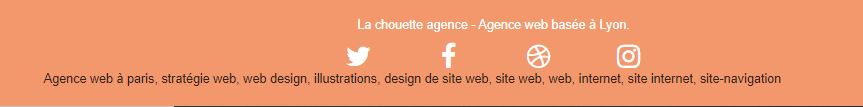 La chouette agence - Agence web basée à Lyon.
Agence web à paris, stratégie web, web design, illustrations, design de site web, site web, web, internet, site internet, site-navigation